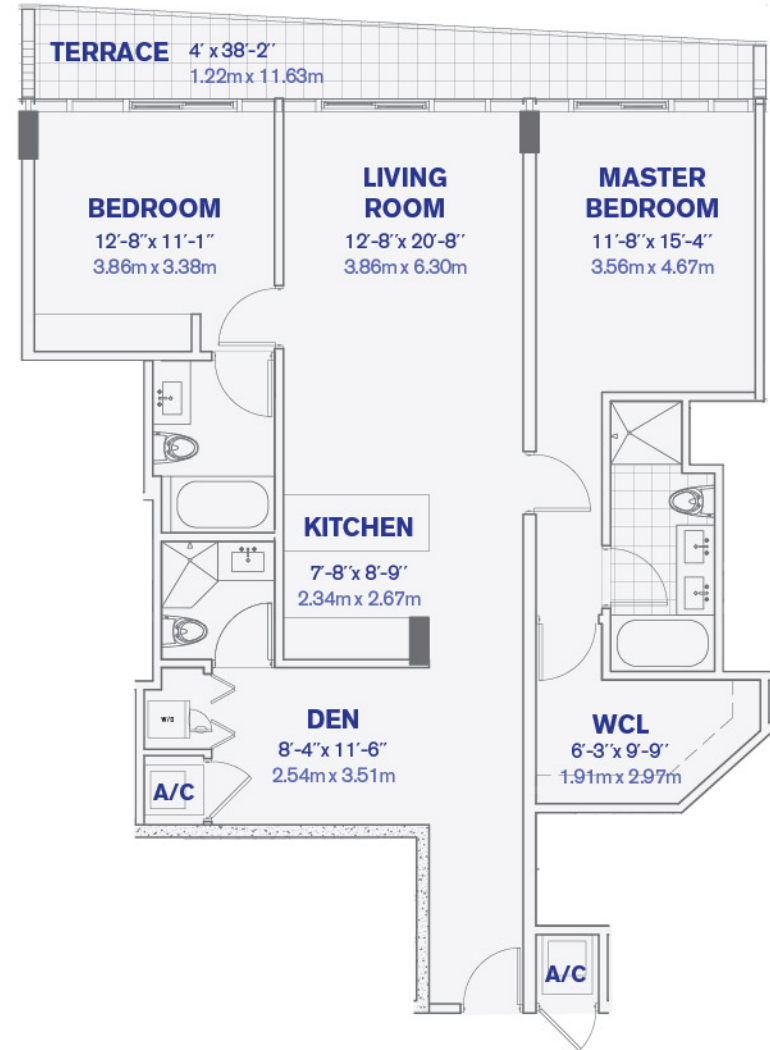 TERRACE 4′ x 38′-2″
1.22m x 11.63m
BEDROOM
12′-8″x 11′-1″
3.86m x 3.38m
LIVING
ROOM
12′-8″x 20′-8″
3.86m x 6.30m
MASTER
BEDROOM
11′-8″x 15′-4″
3.56m x 4.67m
KITCHEN
7′-8″x 8′-9″
2.34m x 2.67m
W/D
DEN
8′-4″x 11′-6″
2.54m x 3.51m
WCL
6′-3″x 9′-9″
1.91m x 2.97m
A/C
A/C